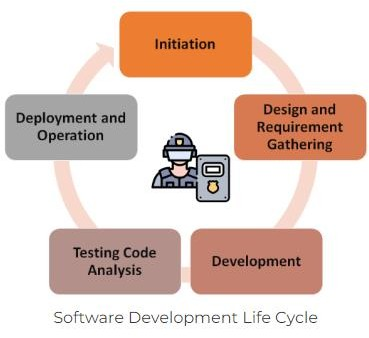 Initiation
Design and
Requirement
Gathering
Development
Testing Code
Analysis
Deployment and
Operation
Software Development Life Cycle